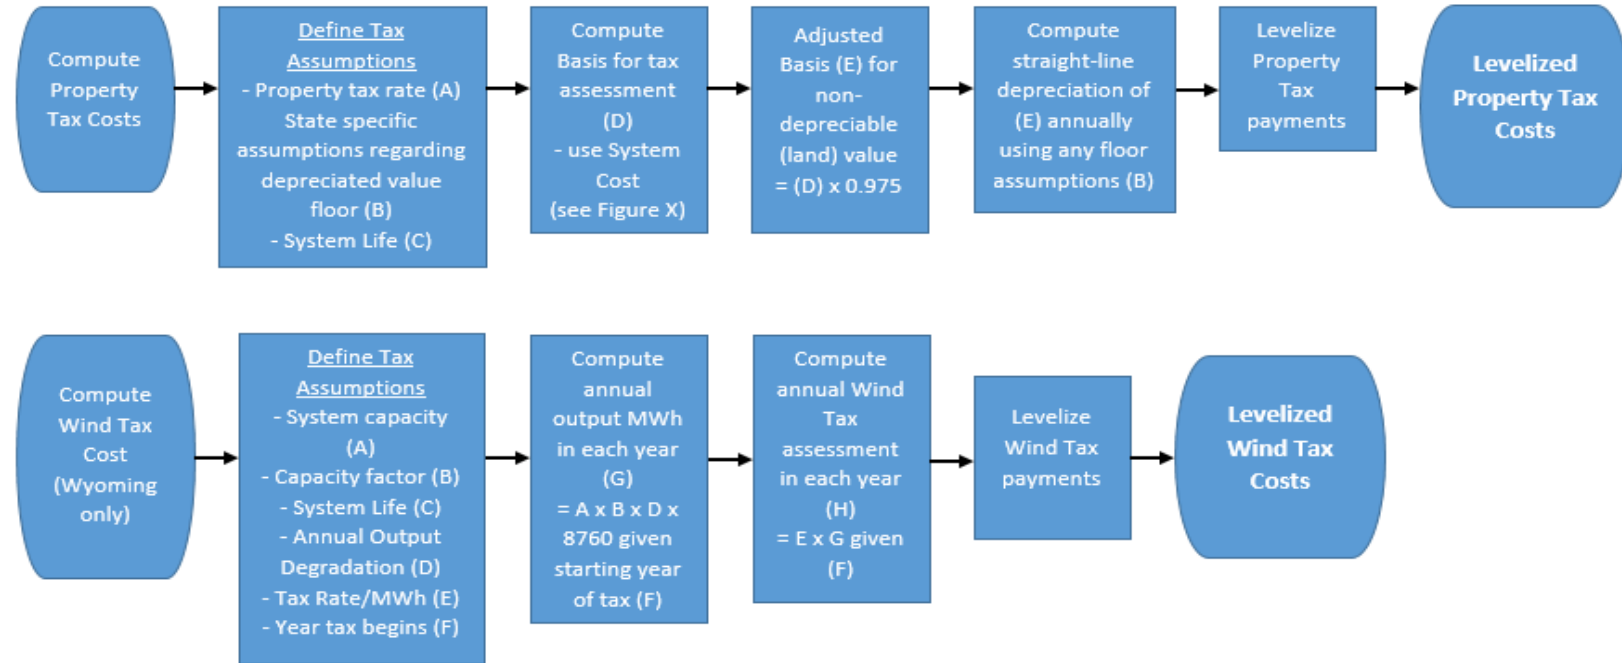 Compute
Property
Tax Costs
Define Tax
Assumptions
- Property tax rate (A)
State specific
assumptions regarding
depreciated value
floor (B)
- System Life (C)
Compute
Basis for tax
assessment
(D)
- use System
Cost
(see Figure X)
Adjusted
Basis (E) for
non-
depreciable
(land) value
= (D) x 0.975
Compute
straight-line
depreciation of
(E) annually
using any floor
assumptions (B)
Levelize
Property
Tax
payments
Levelized
Property Tax
Costs
Compute
Wind Tax
Cost
(Wyoming
only)
Define Tax
Assumptions
- System capacity
(A)
- Capacity factor (B)
- System Life (C)
- Annual Output
Degradation (D)
- Tax Rate/MWh (E)
- Year tax begins (F)
Compute
annual
output MWh
in each year
(G)
= A x B x D x
8760 given
starting year
of tax (F)
Compute
annual Wind
Tax
assessment
in each year
(H)
= E x G given
(F)
Levelize
Wind Tax
payments
Levelized
Wind Tax
Costs